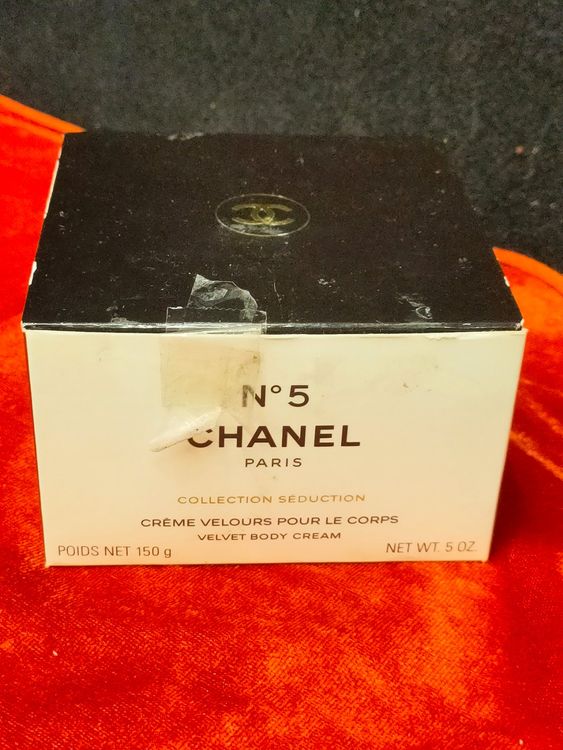 N°5
CHANEL
PARIS
COLLECTION SÉDUCTION
CRÈME VELOURS POUR LE CORPS
VELVET BODY CREAM
POIDS NET 150 g
NET WT. 5 OZ.